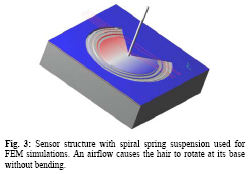 Fig. 3: Sensor structure with spiral spring suspension used for
FEM simulations. An airflow causes the hair to rotate at its base
without bending.